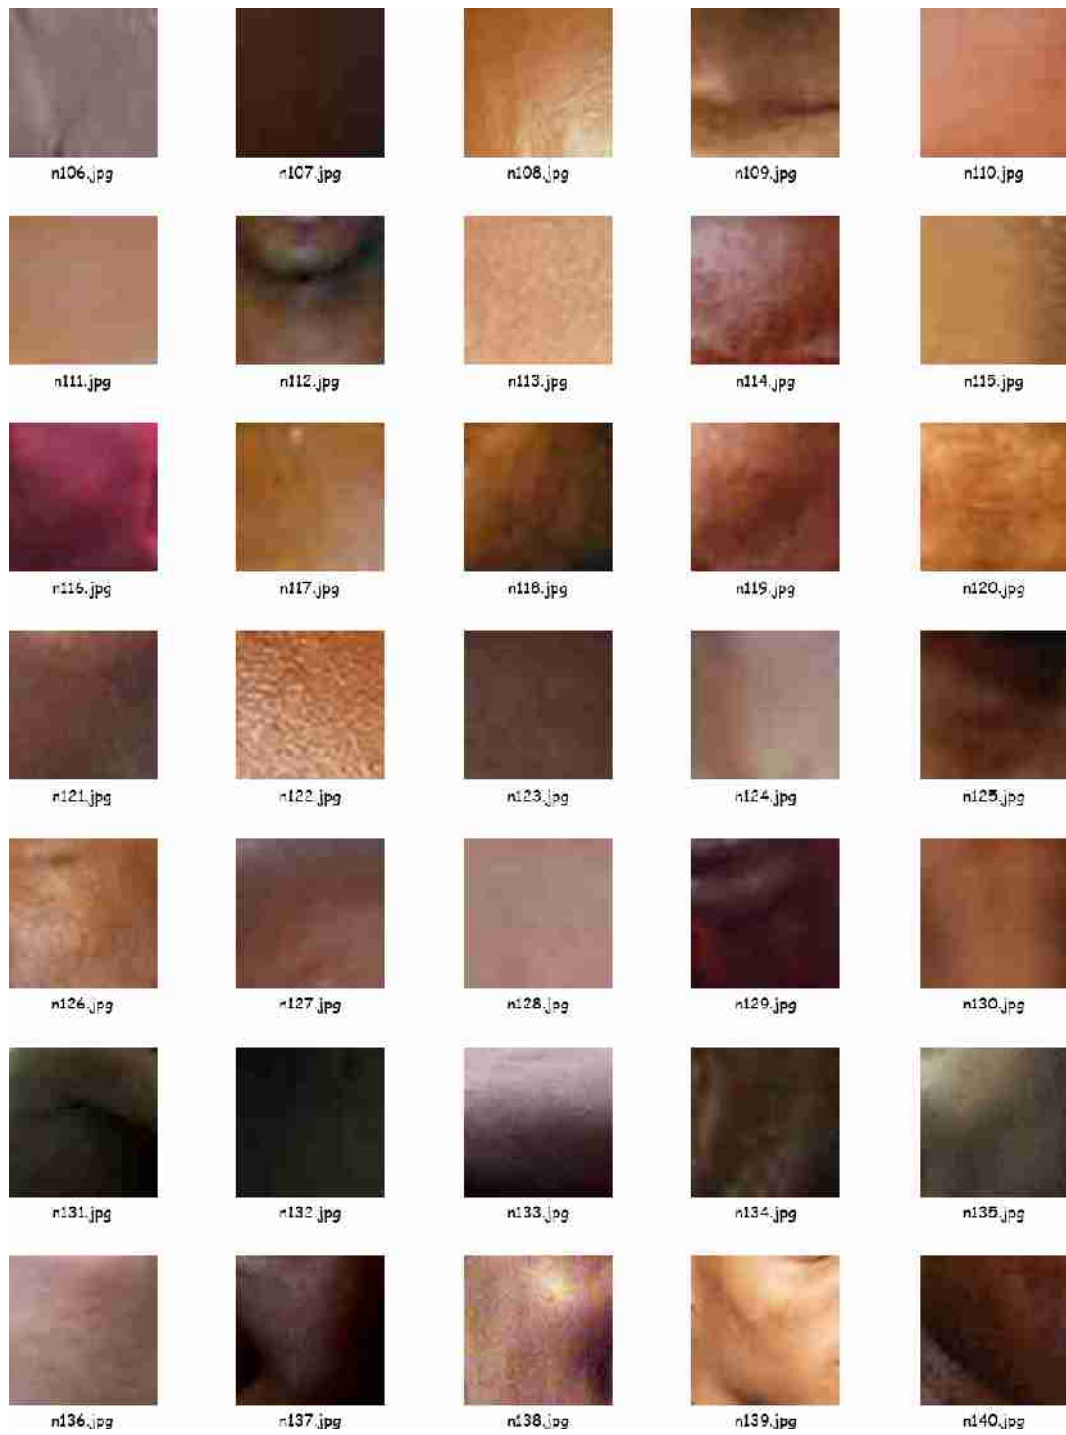 n106.jpg n107.jpg n108.jpg n109.jpg n110.jpg
n111.jpg n112.jpg n113.jpg n114.jpg n115.jpg
n116.jpg n117.jpg n118.jpg n119.jpg n120.jpg
n121.jpg n122.jpg n123.jpg n124.jpg n125.jpg
n126.jpg n127.jpg n128.jpg n129.jpg n130.jpg
n131.jpg n132.jpg n133.jpg n134.jpg n135.jpg
n136.jpg n137.jpg n138.jpg n139.jpg n140.jpg